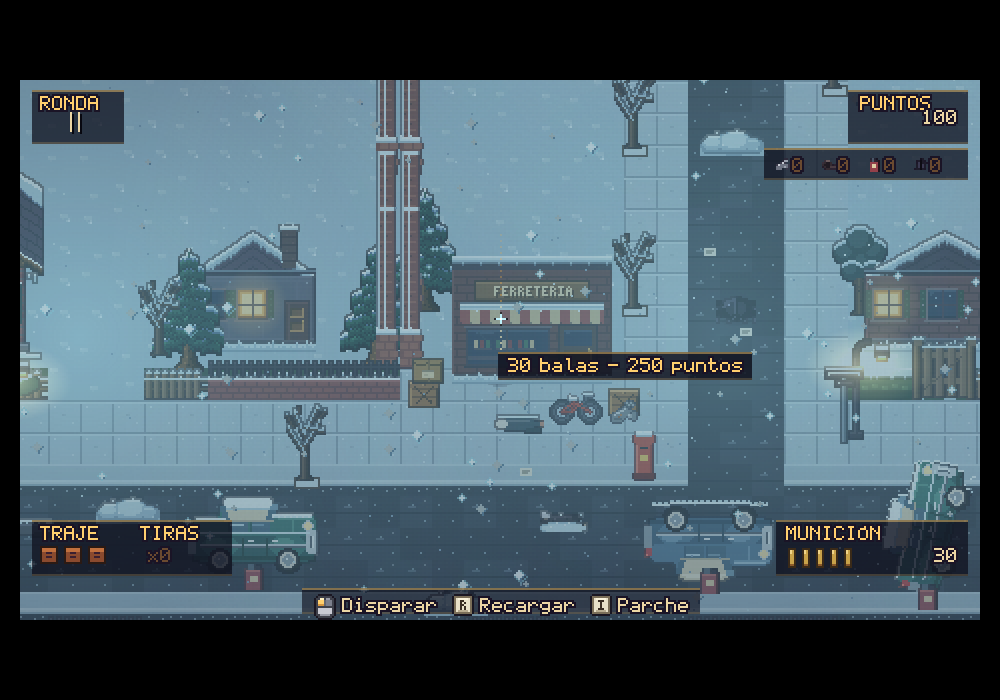 RONDA
||
PUNTOS
100
0 0 0 0
FERRETERÍA
30 balas – 250 puntos
TRAJE TIRAS
x0
MUNICIÓN
30
Disparar R Recargar I Parche